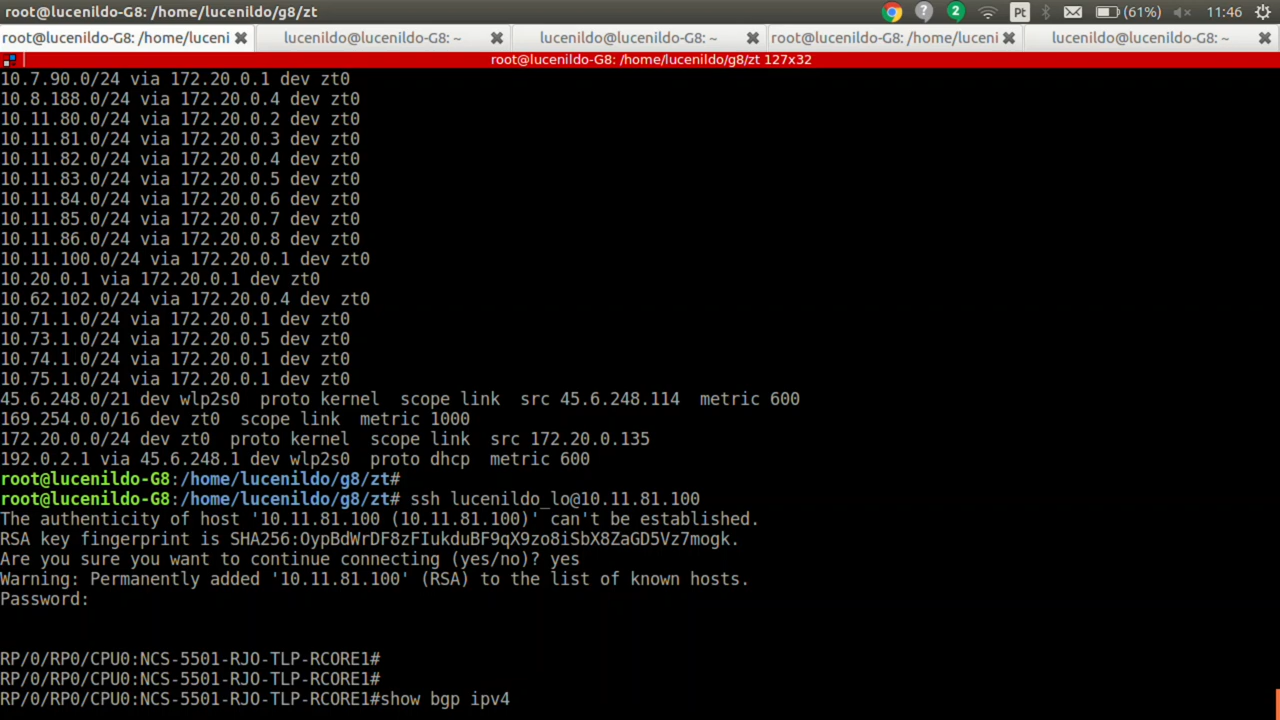 root@lucenildo-G8: /home/lucenildo/g8/zt
2 Pt (61%) 11:46
root@lucenildo-G8: /home/luceni lucenildo@lucenildo-G8: ~ lucenildo@lucenildo-G8: ~ root@lucenildo-G8: /home/luceni lucenildo@lucenildo-G8: ~
root@lucenildo-G8: /home/lucenildo/g8/zt 127x32
10.7.90.0/24 via 172.20.0.1 dev zt0
10.8.188.0/24 via 172.20.0.4 dev zt0
10.11.80.0/24 via 172.20.0.2 dev zt0
10.11.81.0/24 via 172.20.0.3 dev zt0
10.11.82.0/24 via 172.20.0.4 dev zt0
10.11.83.0/24 via 172.20.0.5 dev zt0
10.11.84.0/24 via 172.20.0.6 dev zt0
10.11.85.0/24 via 172.20.0.7 dev zt0
10.11.86.0/24 via 172.20.0.8 dev zt0
10.11.100.0/24 via 172.20.0.1 dev zt0
10.20.0.1 via 172.20.0.1 dev zt0
10.62.102.0/24 via 172.20.0.4 dev zt0
10.71.1.0/24 via 172.20.0.1 dev zt0
10.73.1.0/24 via 172.20.0.5 dev zt0
10.74.1.0/24 via 172.20.0.1 dev zt0
10.75.1.0/24 via 172.20.0.1 dev zt0
45.6.248.0/21 dev wlp2s0  proto kernel  scope link  src 45.6.248.114  metric 600
169.254.0.0/16 dev zt0  scope link  metric 1000
172.20.0.0/24 dev zt0  proto kernel  scope link  src 172.20.0.135
192.0.2.1 via 45.6.248.1 dev wlp2s0  proto dhcp  metric 600
root@lucenildo-G8:/home/lucenildo/g8/zt#
root@lucenildo-G8:/home/lucenildo/g8/zt# ssh lucenildo_lo@10.11.81.100
The authenticity of host '10.11.81.100 (10.11.81.100)' can't be established.
RSA key fingerprint is SHA256:OypBdWrDF8zFIukduBF9qX9zo8iSbX8ZaGD5Vz7mogk.
Are you sure you want to continue connecting (yes/no)? yes
Warning: Permanently added '10.11.81.100' (RSA) to the list of known hosts.
Password:
RP/0/RP0/CPU0:NCS-5501-RJO-TLP-RCORE1#
RP/0/RP0/CPU0:NCS-5501-RJO-TLP-RCORE1#
RP/0/RP0/CPU0:NCS-5501-RJO-TLP-RCORE1#show bgp ipv4